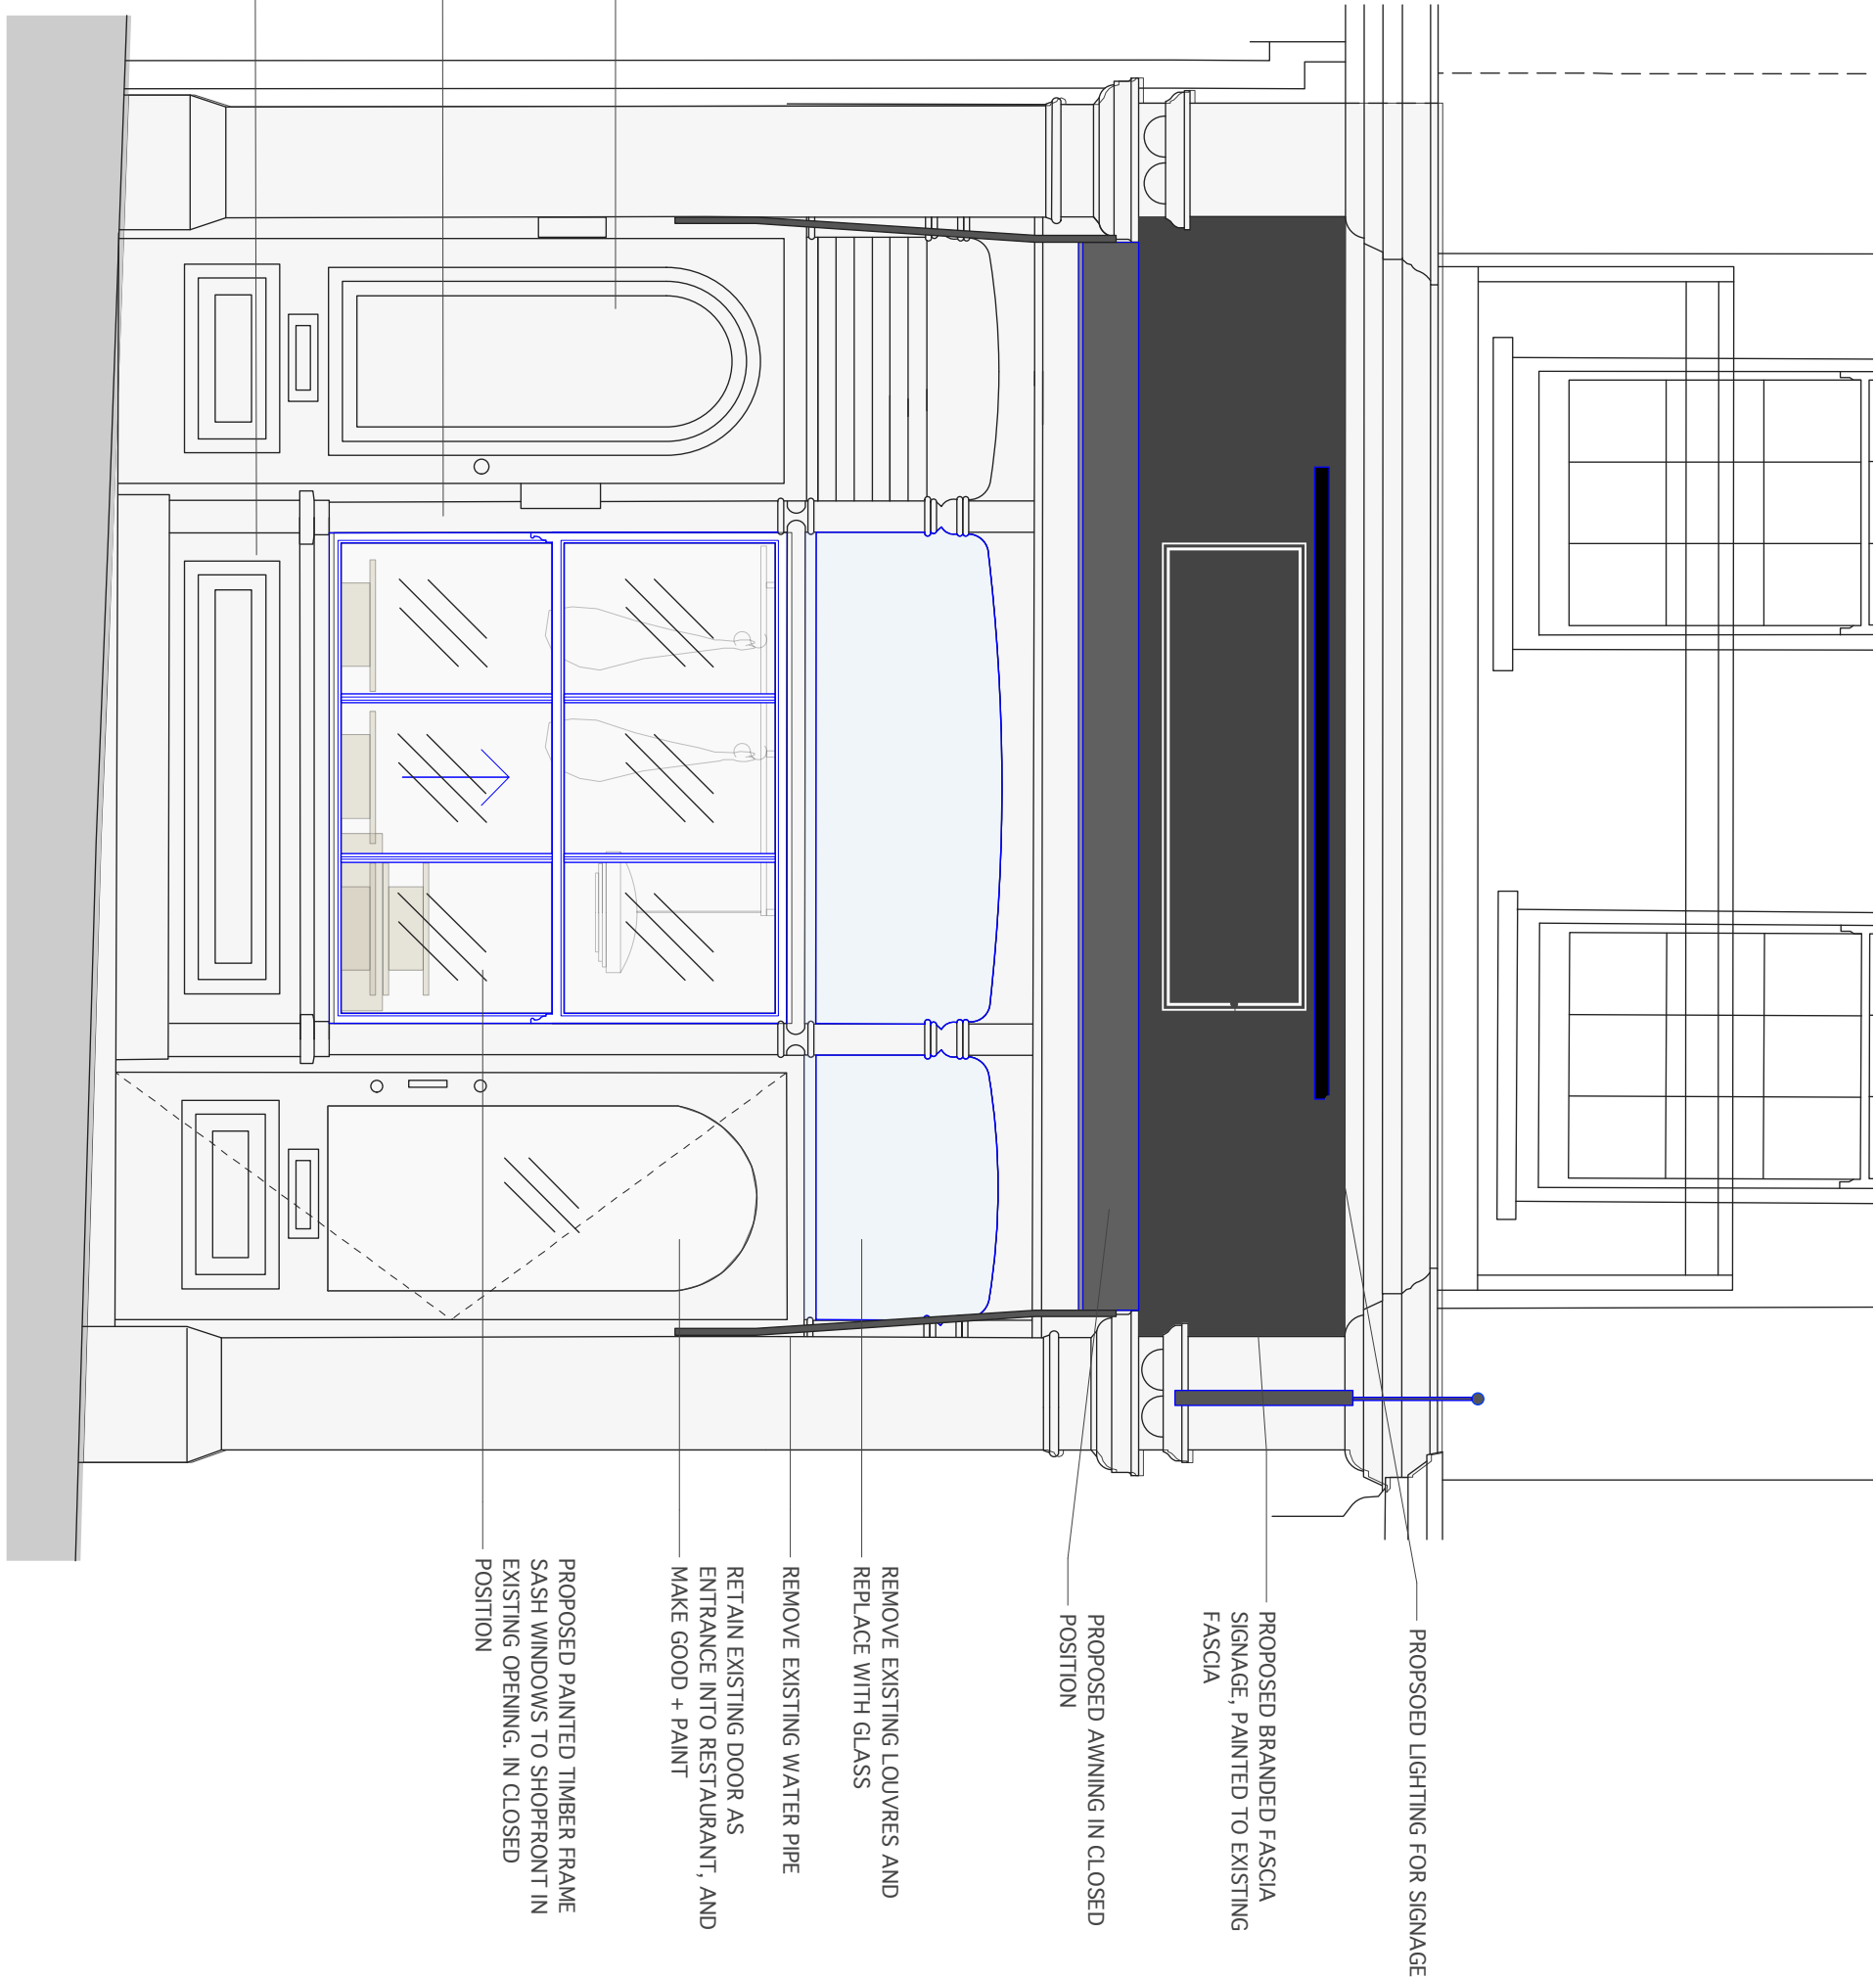 PROPSOED LIGHTING FOR SIGNAGE
PROPOSED BRANDED FASCIA
SIGNAGE, PAINTED TO EXISTING
FASCIA
PROPOSED AWNING IN CLOSED
POSITION
REMOVE EXISTING LOUVRES AND
REPLACE WITH GLASS
REMOVE EXISTING WATER PIPE
RETAIN EXISTING DOOR AS
ENTRANCE INTO RESTAURANT, AND
MAKE GOOD + PAINT
PROPOSED PAINTED TIMBER FRAME
SASH WINDOWS TO SHOPFRONT IN
EXISTING OPENING. IN CLOSED
POSITION